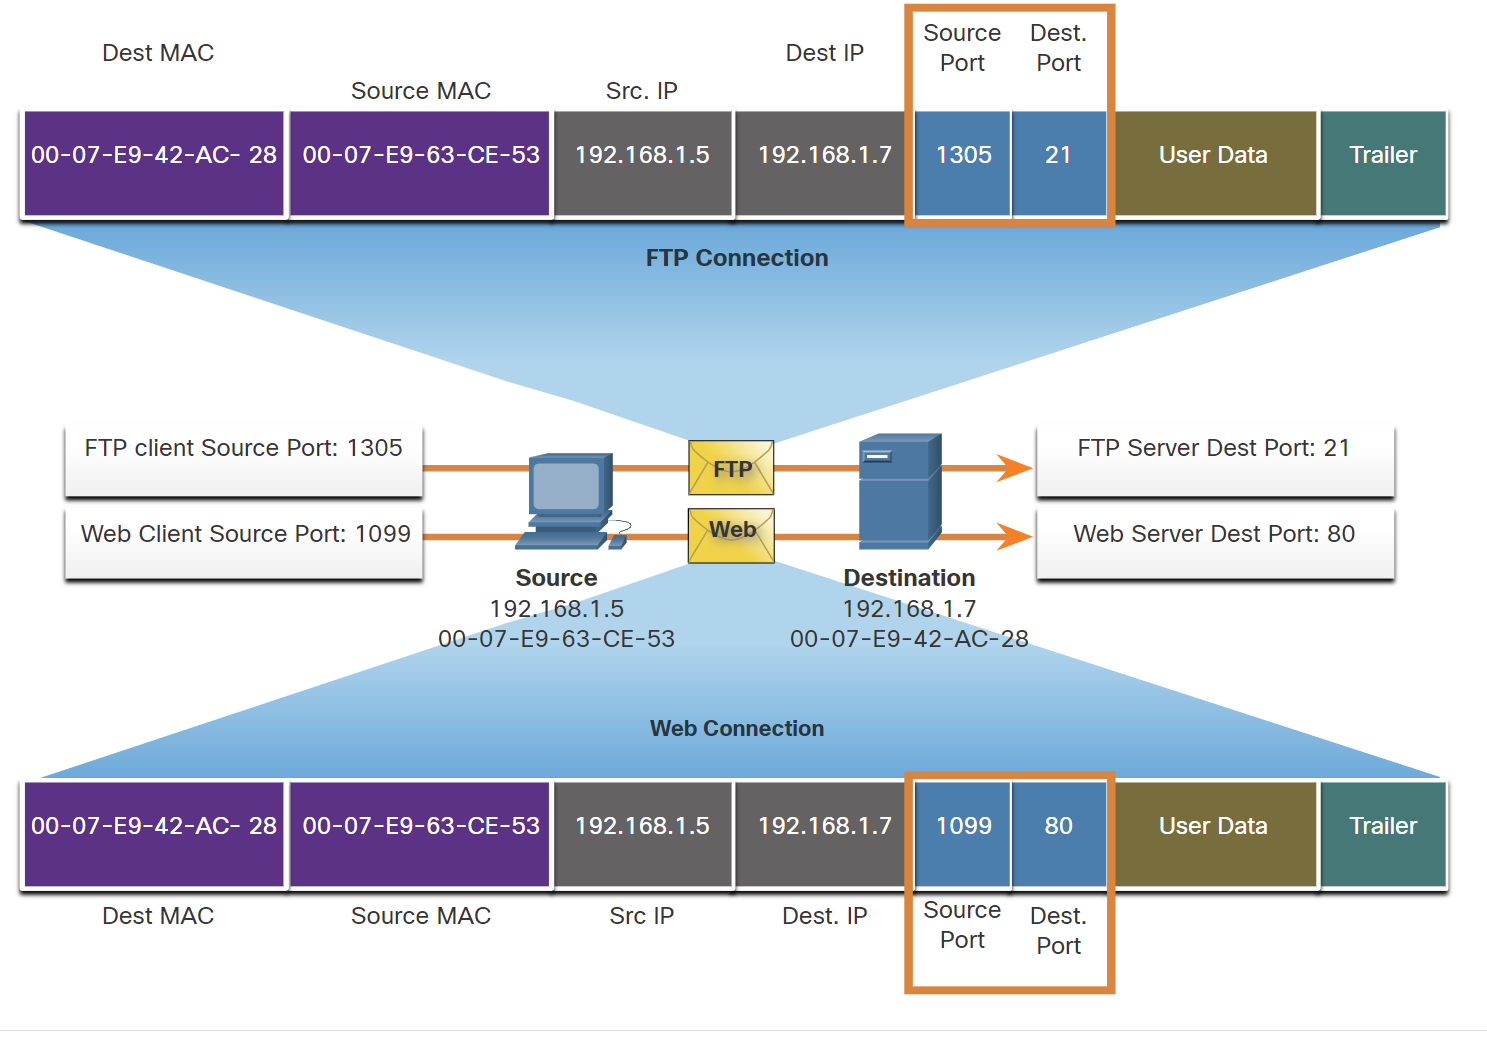 Dest MAC
Source MAC
Src. IP
Dest IP
Source
Port
Dest.
Port
00-07-E9-42-AC- 28
00-07-E9-63-CE-53
192.168.1.5
192.168.1.7
1305
21
User Data
Trailer
FTP Connection
FTP client Source Port: 1305
FTP
FTP Server Dest Port: 21
Web Client Source Port: 1099
Web
Web Server Dest Port: 80
Source
192.168.1.5
00-07-E9-63-CE-53
Destination
192.168.1.7
00-07-E9-42-AC-28
Web Connection
00-07-E9-42-AC- 28
00-07-E9-63-CE-53
192.168.1.5
192.168.1.7
1099
80
User Data
Trailer
Dest MAC
Source MAC
Src IP
Dest. IP
Source
Port
Dest.
Port